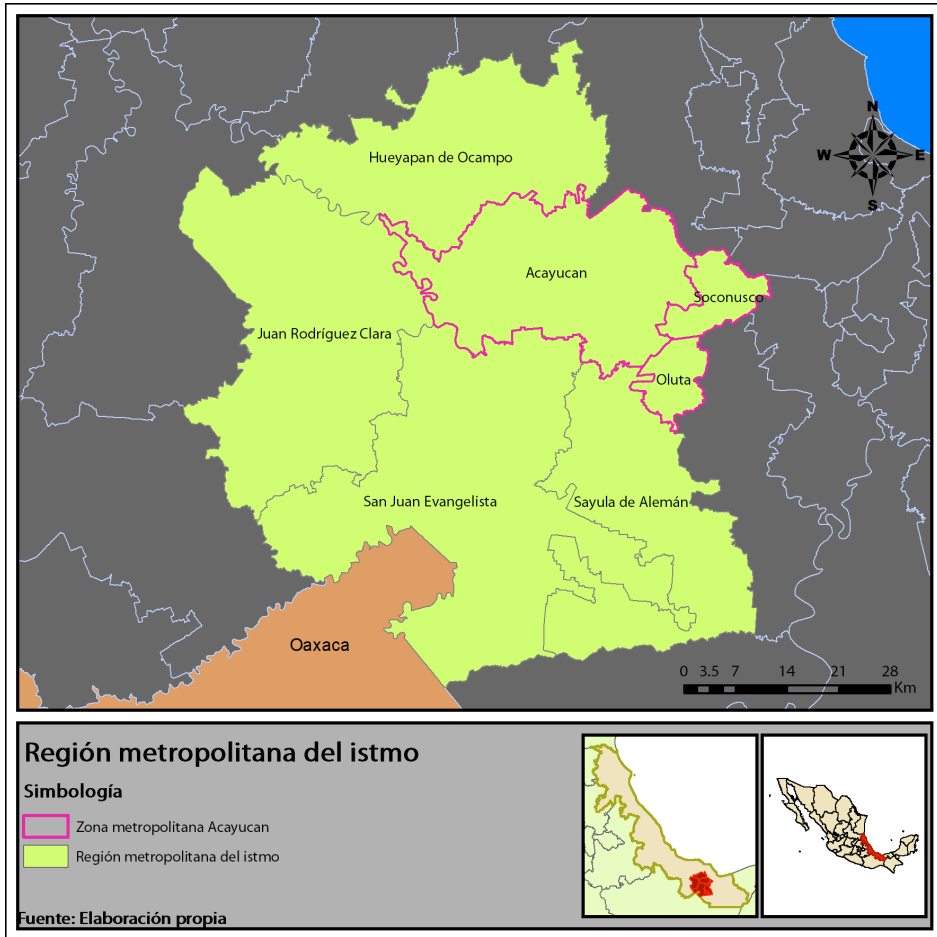 N
W E
S
Hueyapan de Ocampo
Acayucan
Soconusco
Juan Rodríguez Clara
Oluta
San Juan Evangelista
Sayula de Alemán
Oaxaca
0 3.5 7 14 21 28
Km
Región metropolitana del istmo
Simbología
Zona metropolitana Acayucan
Región metropolitana del istmo
Fuente: Elaboración propia